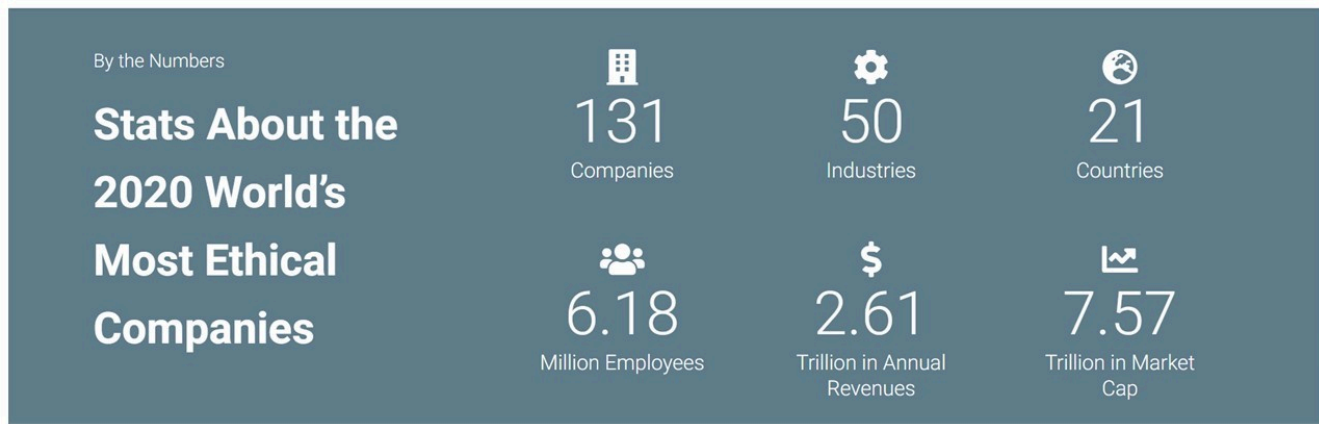 By the Numbers
Stats About the
2020 World’s
Most Ethical
Companies
131
Companies
50
Industries
21
Countries
6.18
Million Employees
$
2.61
Trillion in Annual
Revenues
7.57
Trillion in Market
Cap